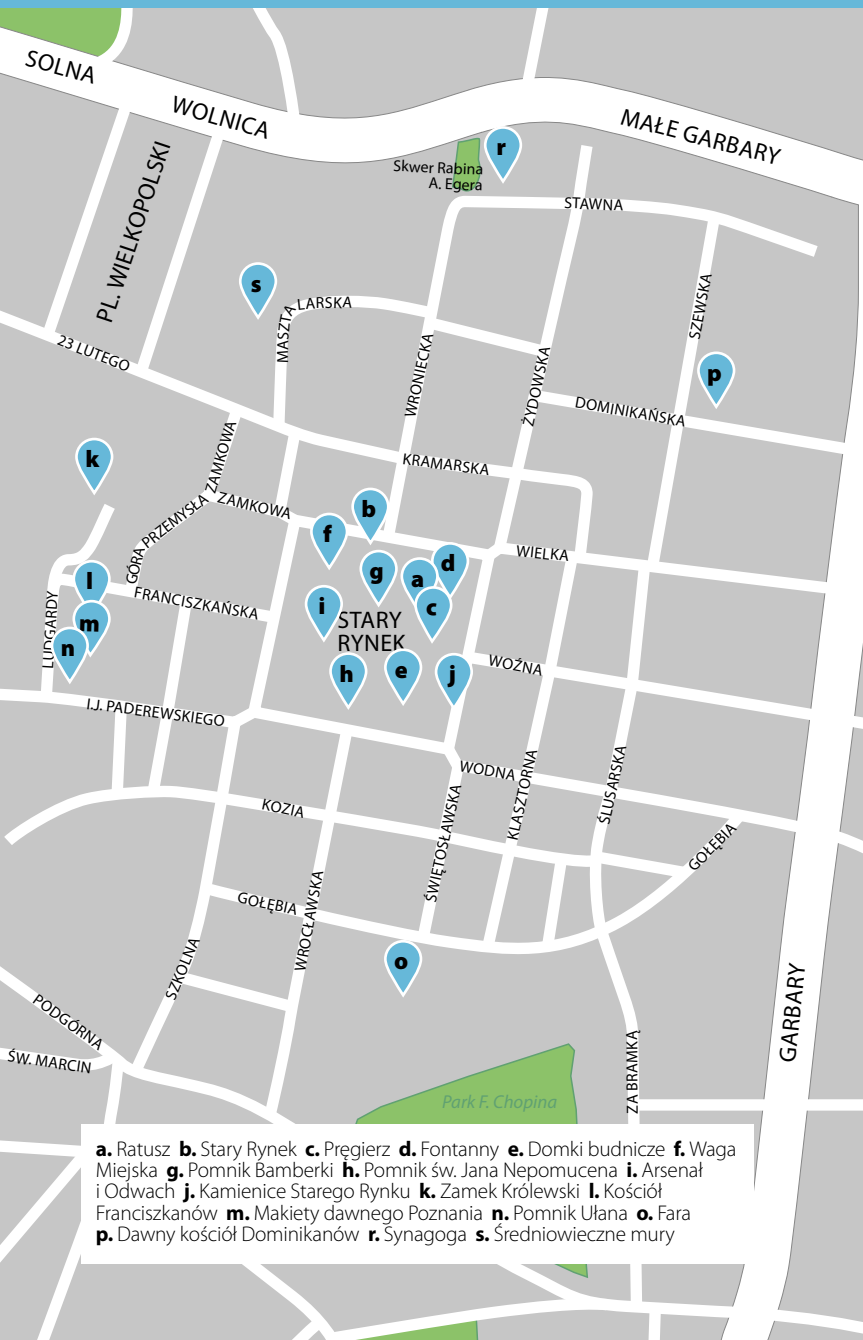 SOLNA
WOLNICA
MAŁE GARBARY
r
Skwer Rabina
A. Egera
STAWNA
PL. WIELKOPOLSKI
s
MASZTALARSKA
SZEWSKA
23 LUTEGO
WRONIECKA
ŻYDOWSKA
p
DOMINIKAŃSKA
k
ZAMKOWA
KRAMARSKA
GÓRA PRZEMYSŁA
ZAMKOWA
b
f
WIELKA
g
a
d
l
FRANCISZKAŃSKA
i
c
LUDGARDY
m
STARY
RYNEK
n
h
e
j
WOŹNA
I.J. PADEREWSKIEGO
WODNA
KOZIA
ŚWIĘTOSŁAWSKA
KLASZTORNA
ŚLUSARSKA
GOŁĘBIA
GOŁĘBIA
WROCŁAWSKA
SZKOLNA
o
GARBARY
PODGÓRNA
ŚW. MARCIN
ZA BRAMKĄ
Park F. Chopina
a. Ratusz b. Stary Rynek c. Pręgierz d. Fontanny e. Domki budnicze f. Waga
Miejska g. Pomnik Bamberki h. Pomnik św. Jana Nepomucena i. Arsenał
i Odwach j. Kamienice Starego Rynku k. Zamek Królewski l. Kościół
Franciszkanów m. Makiety dawnego Poznania n. Pomnik Ułana o. Fara
p. Dawny kościół Dominikanów r. Synagoga s. Średniowieczne mury